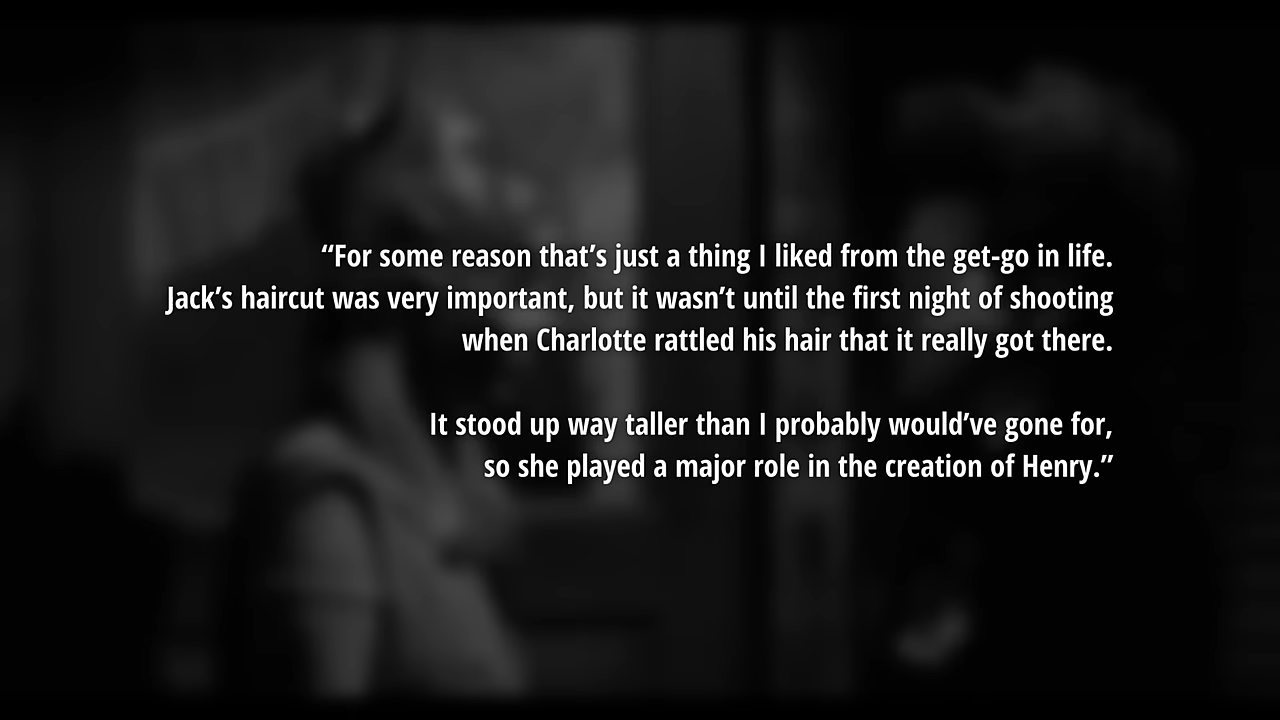 “For some reason that’s just a thing I liked from the get-go in life.
Jack’s haircut was very important, but it wasn’t until the first night of shooting
when Charlotte rattled his hair that it really got there.
It stood up way taller than I probably would’ve gone for,
so she played a major role in the creation of Henry.”